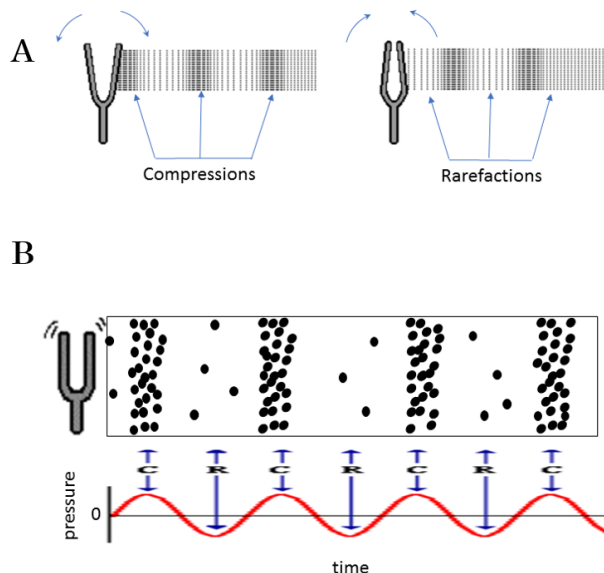 A
Compressions
Rarefactions
B
C R C R C R C
pressure
0
time